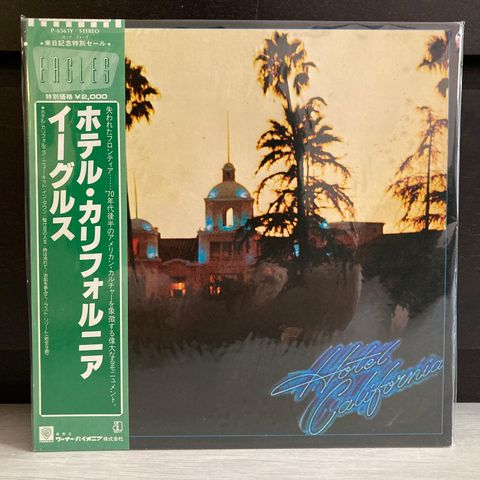 P-6561Y STEREO
★来日記念特別セール★
EAGLES
特別価格 ¥2,000
失われたフロンティア……'70年代後半のアメリカン・カルチャーを象徴する偉大なるモニュメント。
ホテル・カリフォルニア
イーグルス
ワーナー・パイオニア株式会社
Hotel
California